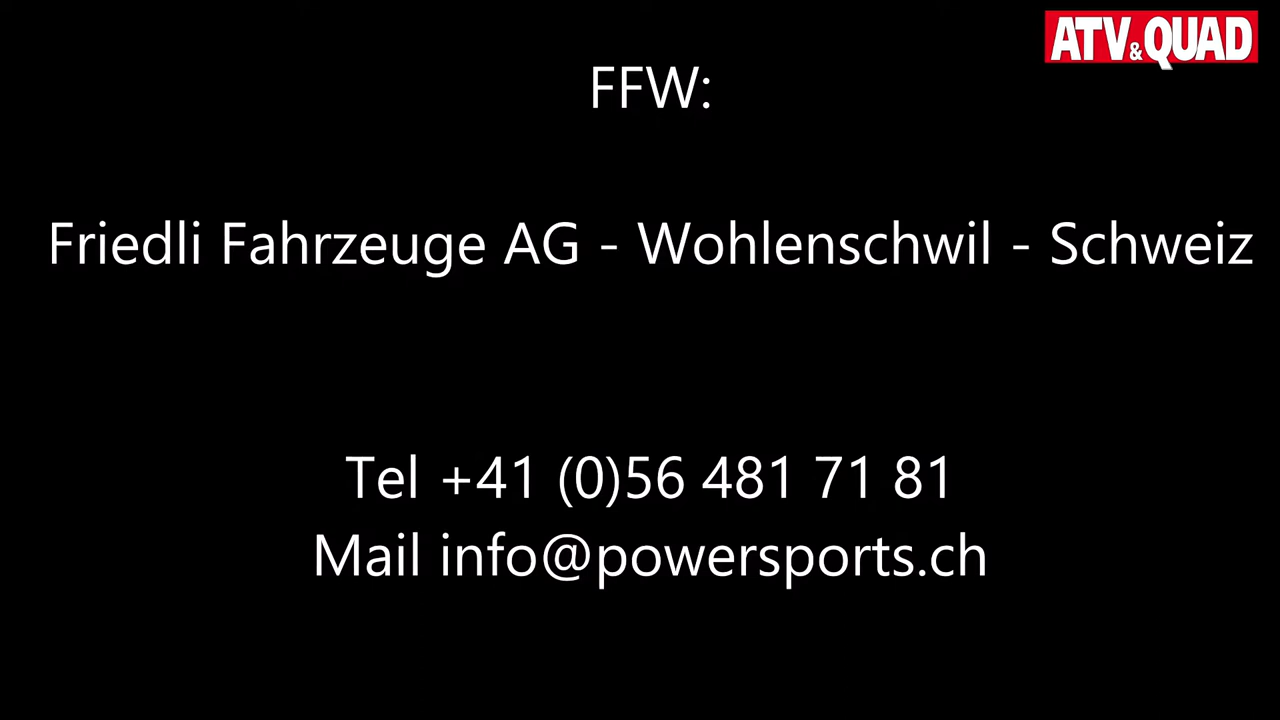 ATV&QUAD
FFW:
Friedli Fahrzeuge AG - Wohlenschwil - Schweiz
Tel +41 (0)56 481 71 81
Mail info@powersports.ch